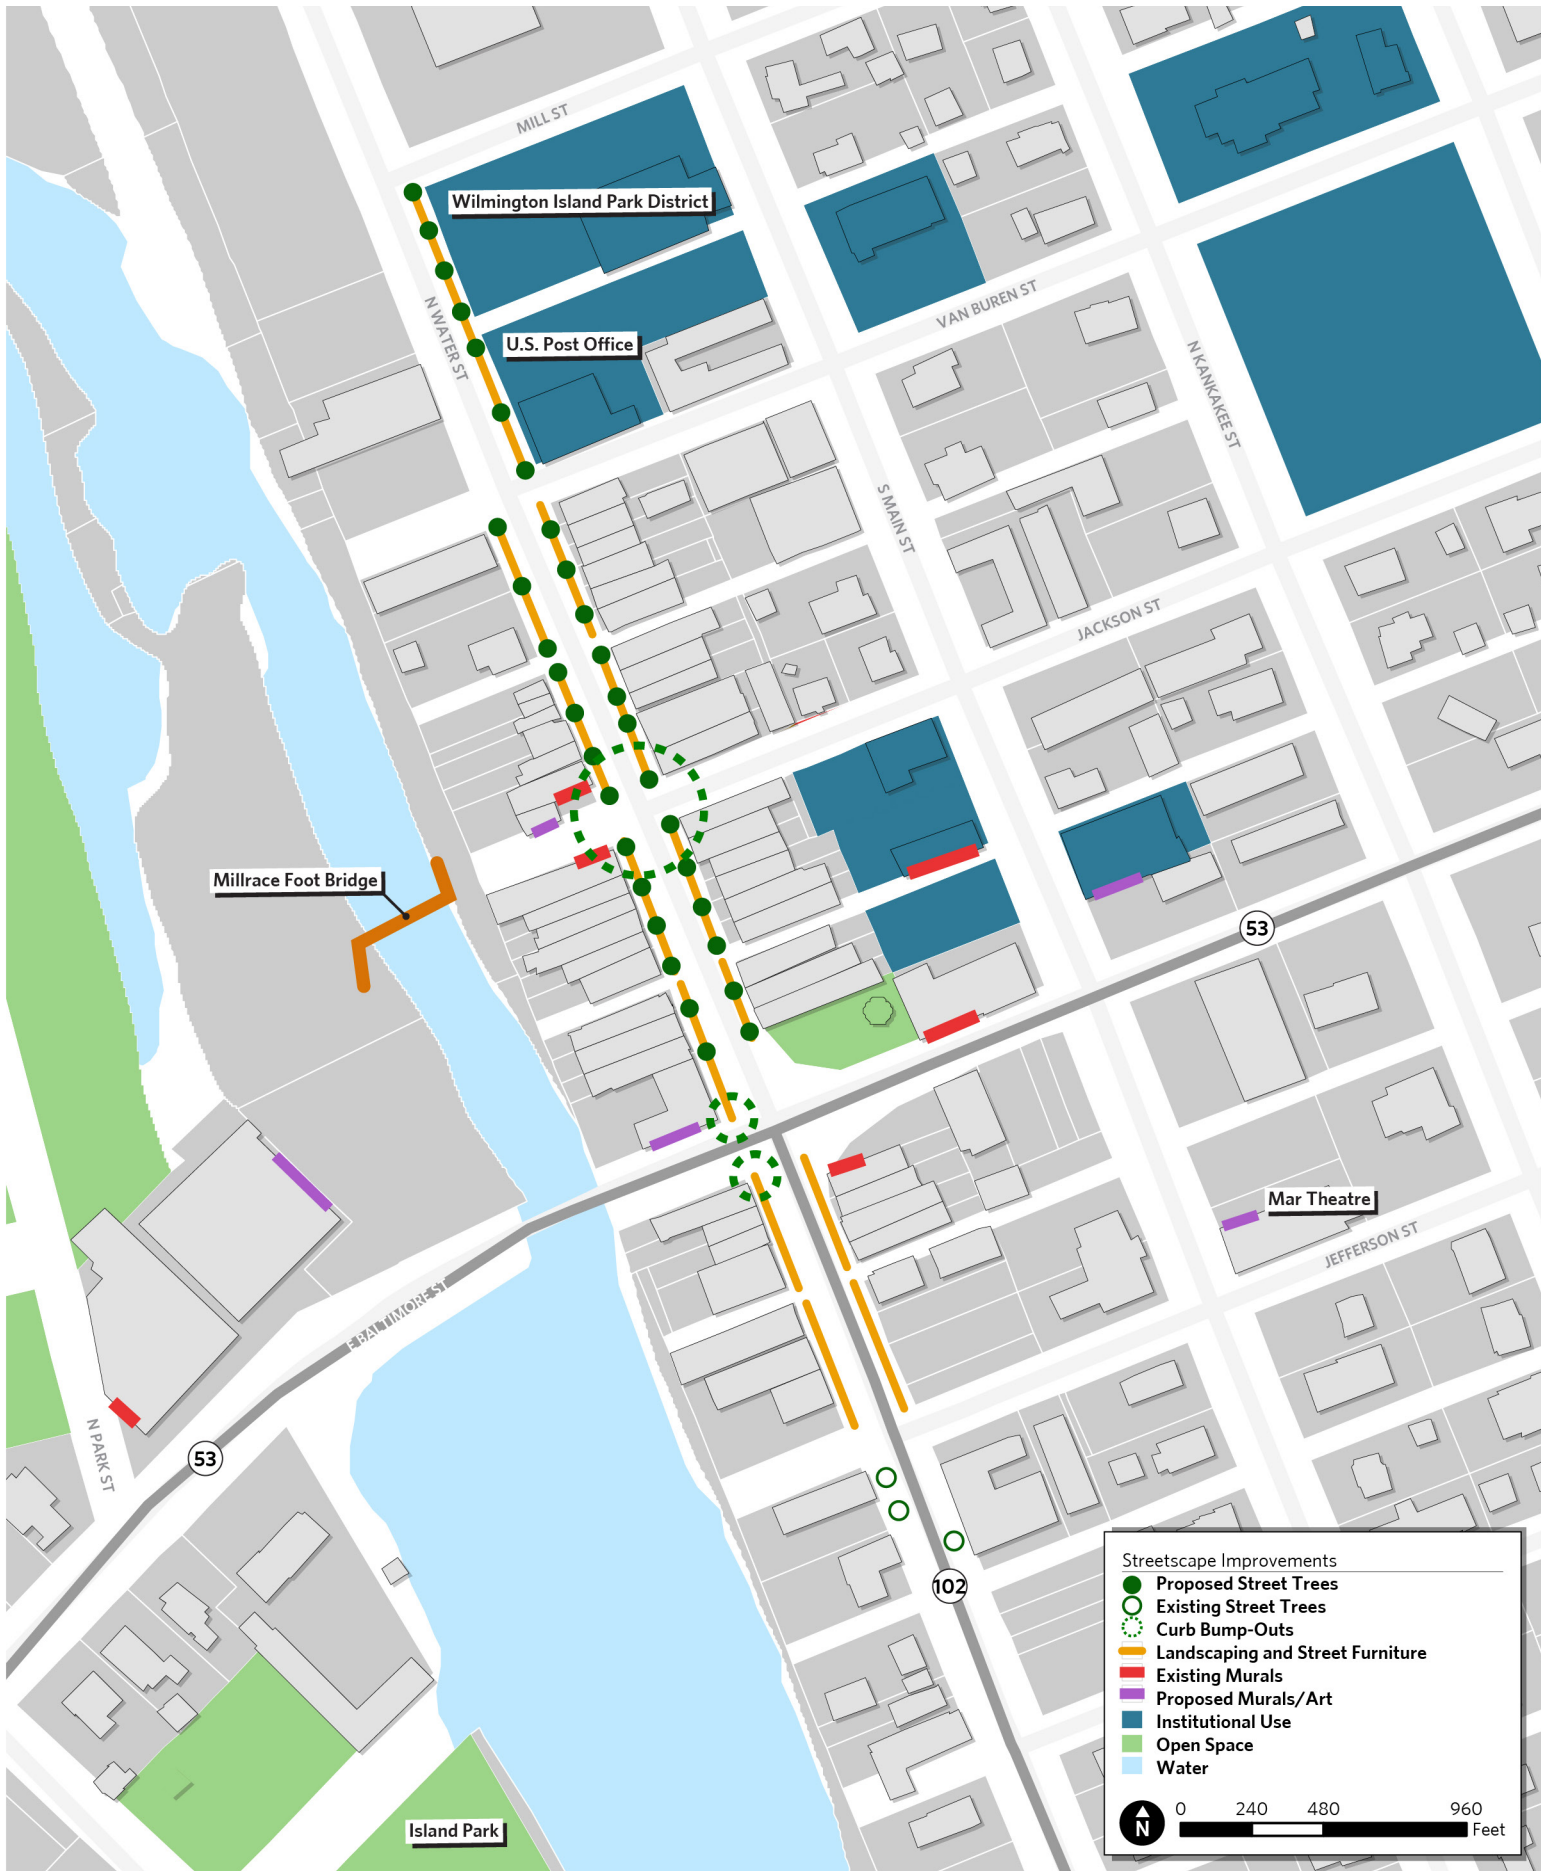 MILL ST
Wilmington Island Park District
N WATER ST
U.S. Post Office
VAN BUREN ST
N KANKAKEE ST
S MAIN ST
JACKSON ST
Millrace Foot Bridge
53
Mar Theatre
JEFFERSON ST
E BALTIMORE ST
N PARK ST
53
102
Island Park
Streetscape Improvements
Proposed Street Trees
Existing Street Trees
Curb Bump-Outs
Landscaping and Street Furniture
Existing Murals
Proposed Murals/Art
Institutional Use
Open Space
Water
N
0 240 480 960
Feet